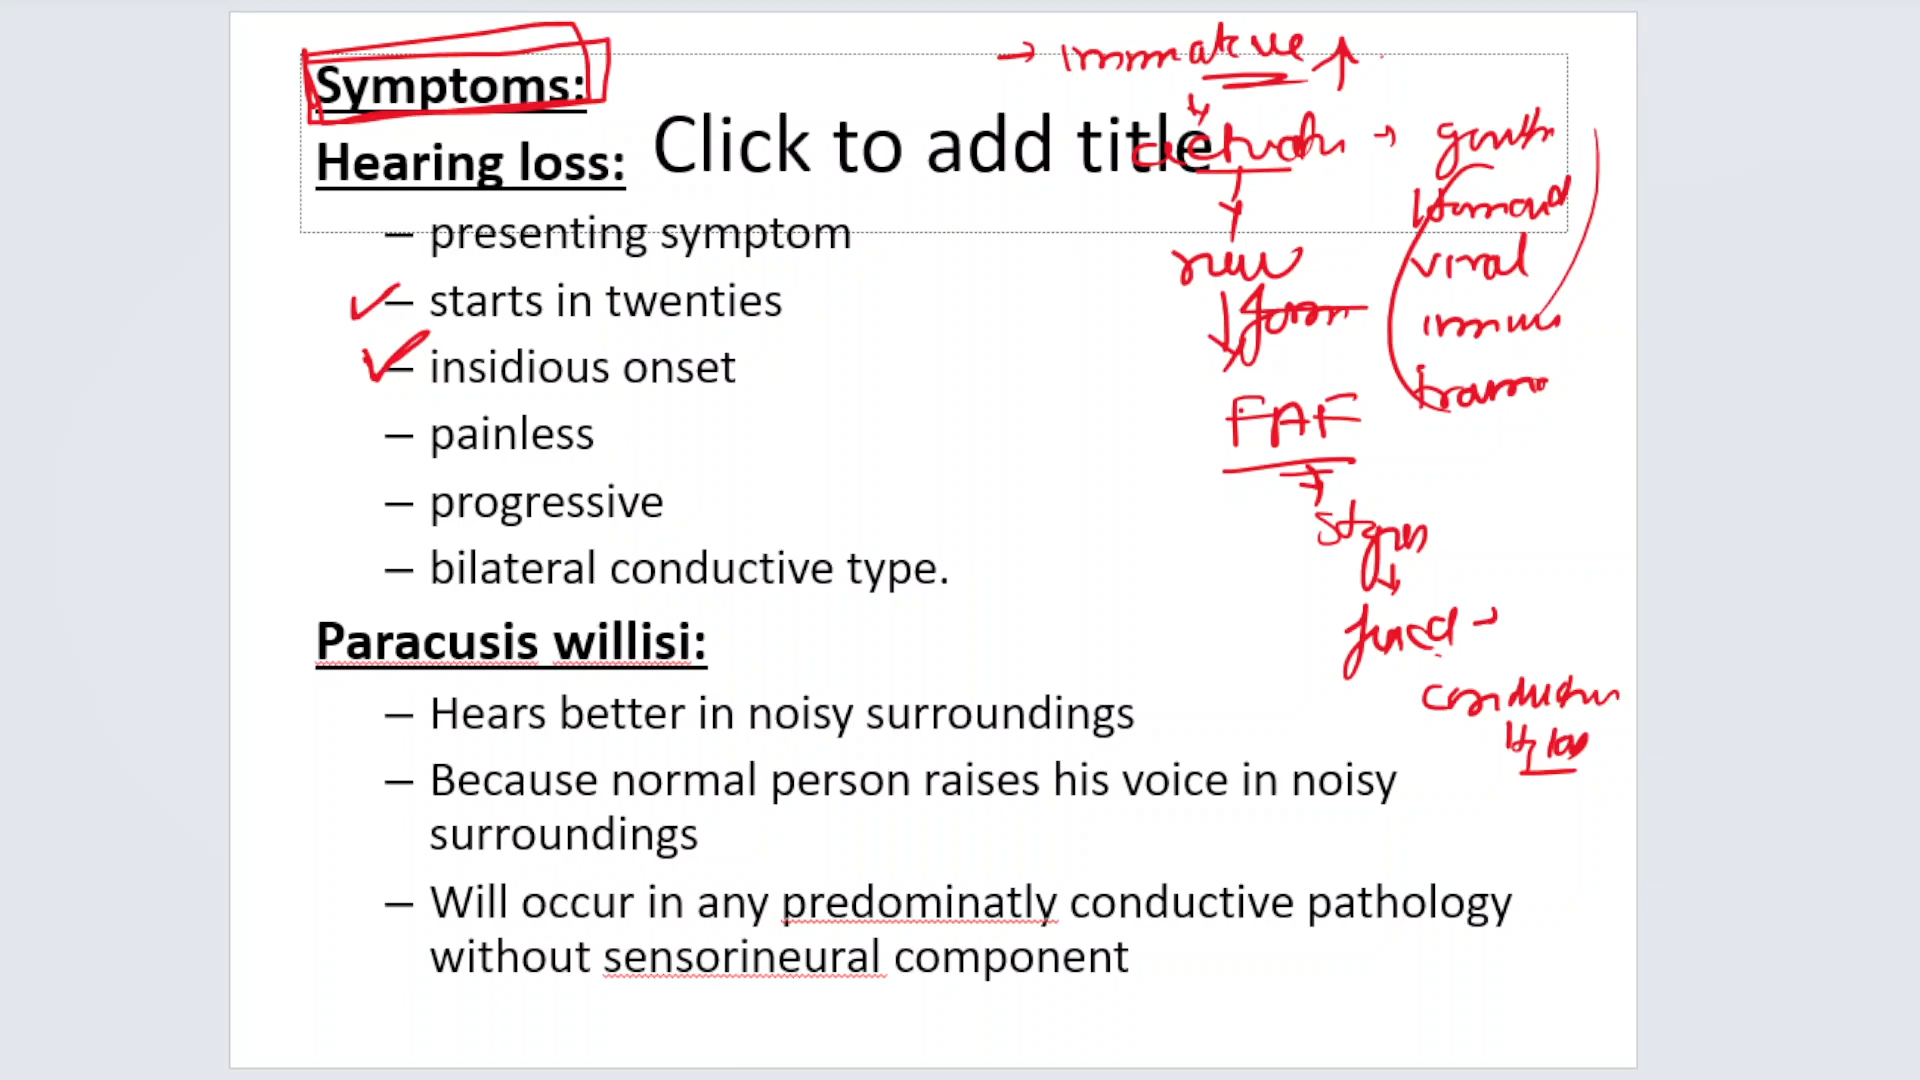 Symptoms:
Click to add title
Hearing loss:
– presenting symptom
– starts in twenties
– insidious onset
– painless
– progressive
– bilateral conductive type.
Paracusis willisi:
– Hears better in noisy surroundings
– Because normal person raises his voice in noisy
surroundings
– Will occur in any predominatly conductive pathology
without sensorineural component
→ immature ↑
new
viral
FAF